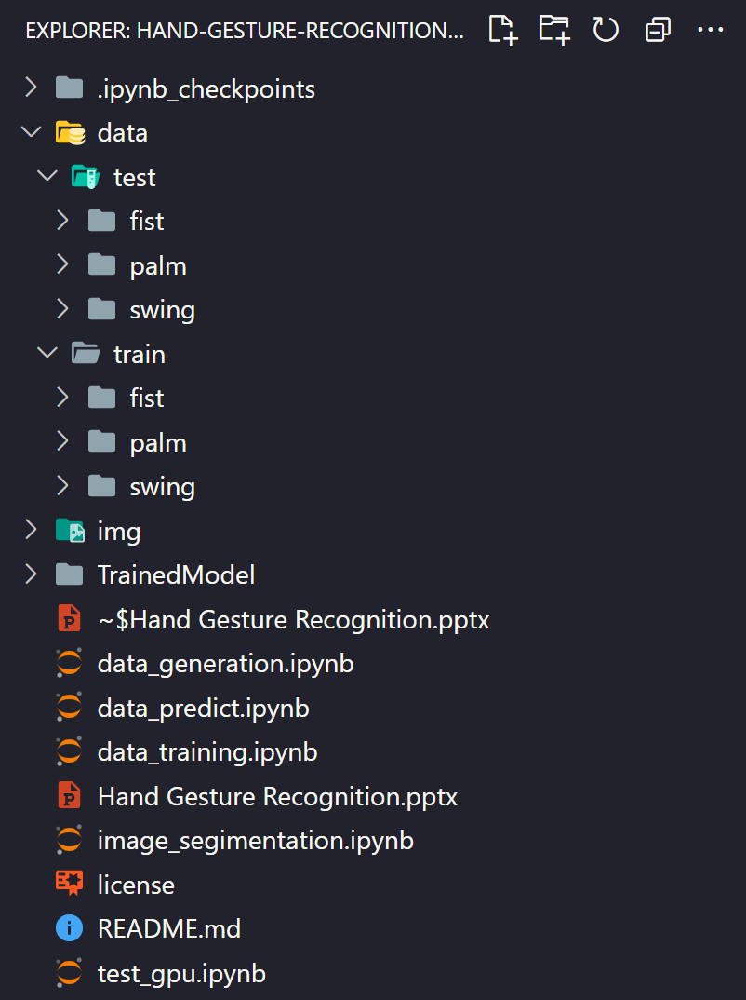 EXPLORER: HAND-GESTURE-RECOGNITION...
.ipynb_checkpoints
data
test
fist
palm
swing
train
fist
palm
swing
img
TrainedModel
~$Hand Gesture Recognition.pptx
data_generation.ipynb
data_predict.ipynb
data_training.ipynb
Hand Gesture Recognition.pptx
image_segimentation.ipynb
license
README.md
test_gpu.ipynb